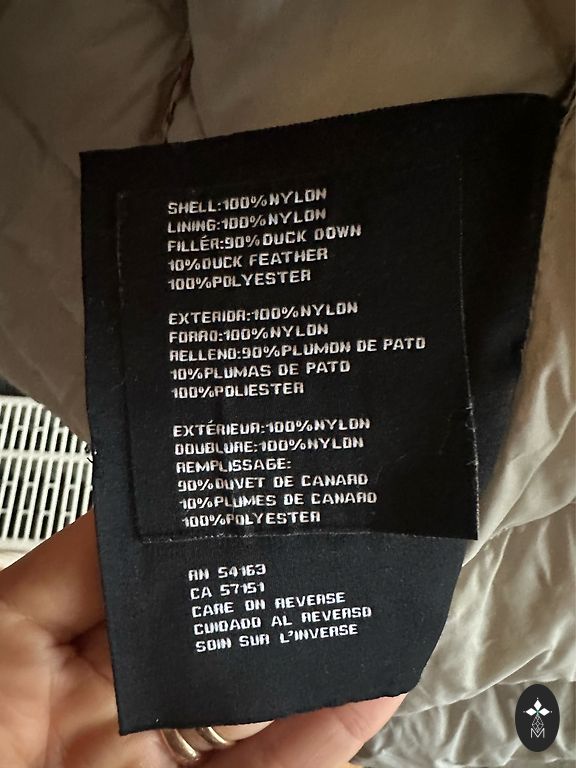 SHELL:100%NYLON
LINING:100%NYLON
FILLÉR:90%DUCK DOWN
10%DUCK FEATHER
100%POLYESTER
EXTERIOR:100%NYLON
FORRO:100%NYLON
RELLENO:90%PLUMON DE PATO
10%PLUMAS DE PATO
100%POLIESTER
EXTÉRIEUR:100%NYLON
DOUBLURE:100%NYLON
REMPLISSAGE:
90%DUVET DE CANARD
10%PLUMES DE CANARD
100%POLYESTER
RN 54163
CA 57151
CARE ON REVERSE
CUIDADO AL REVERSO
SOIN SUR L'INVERSE
M